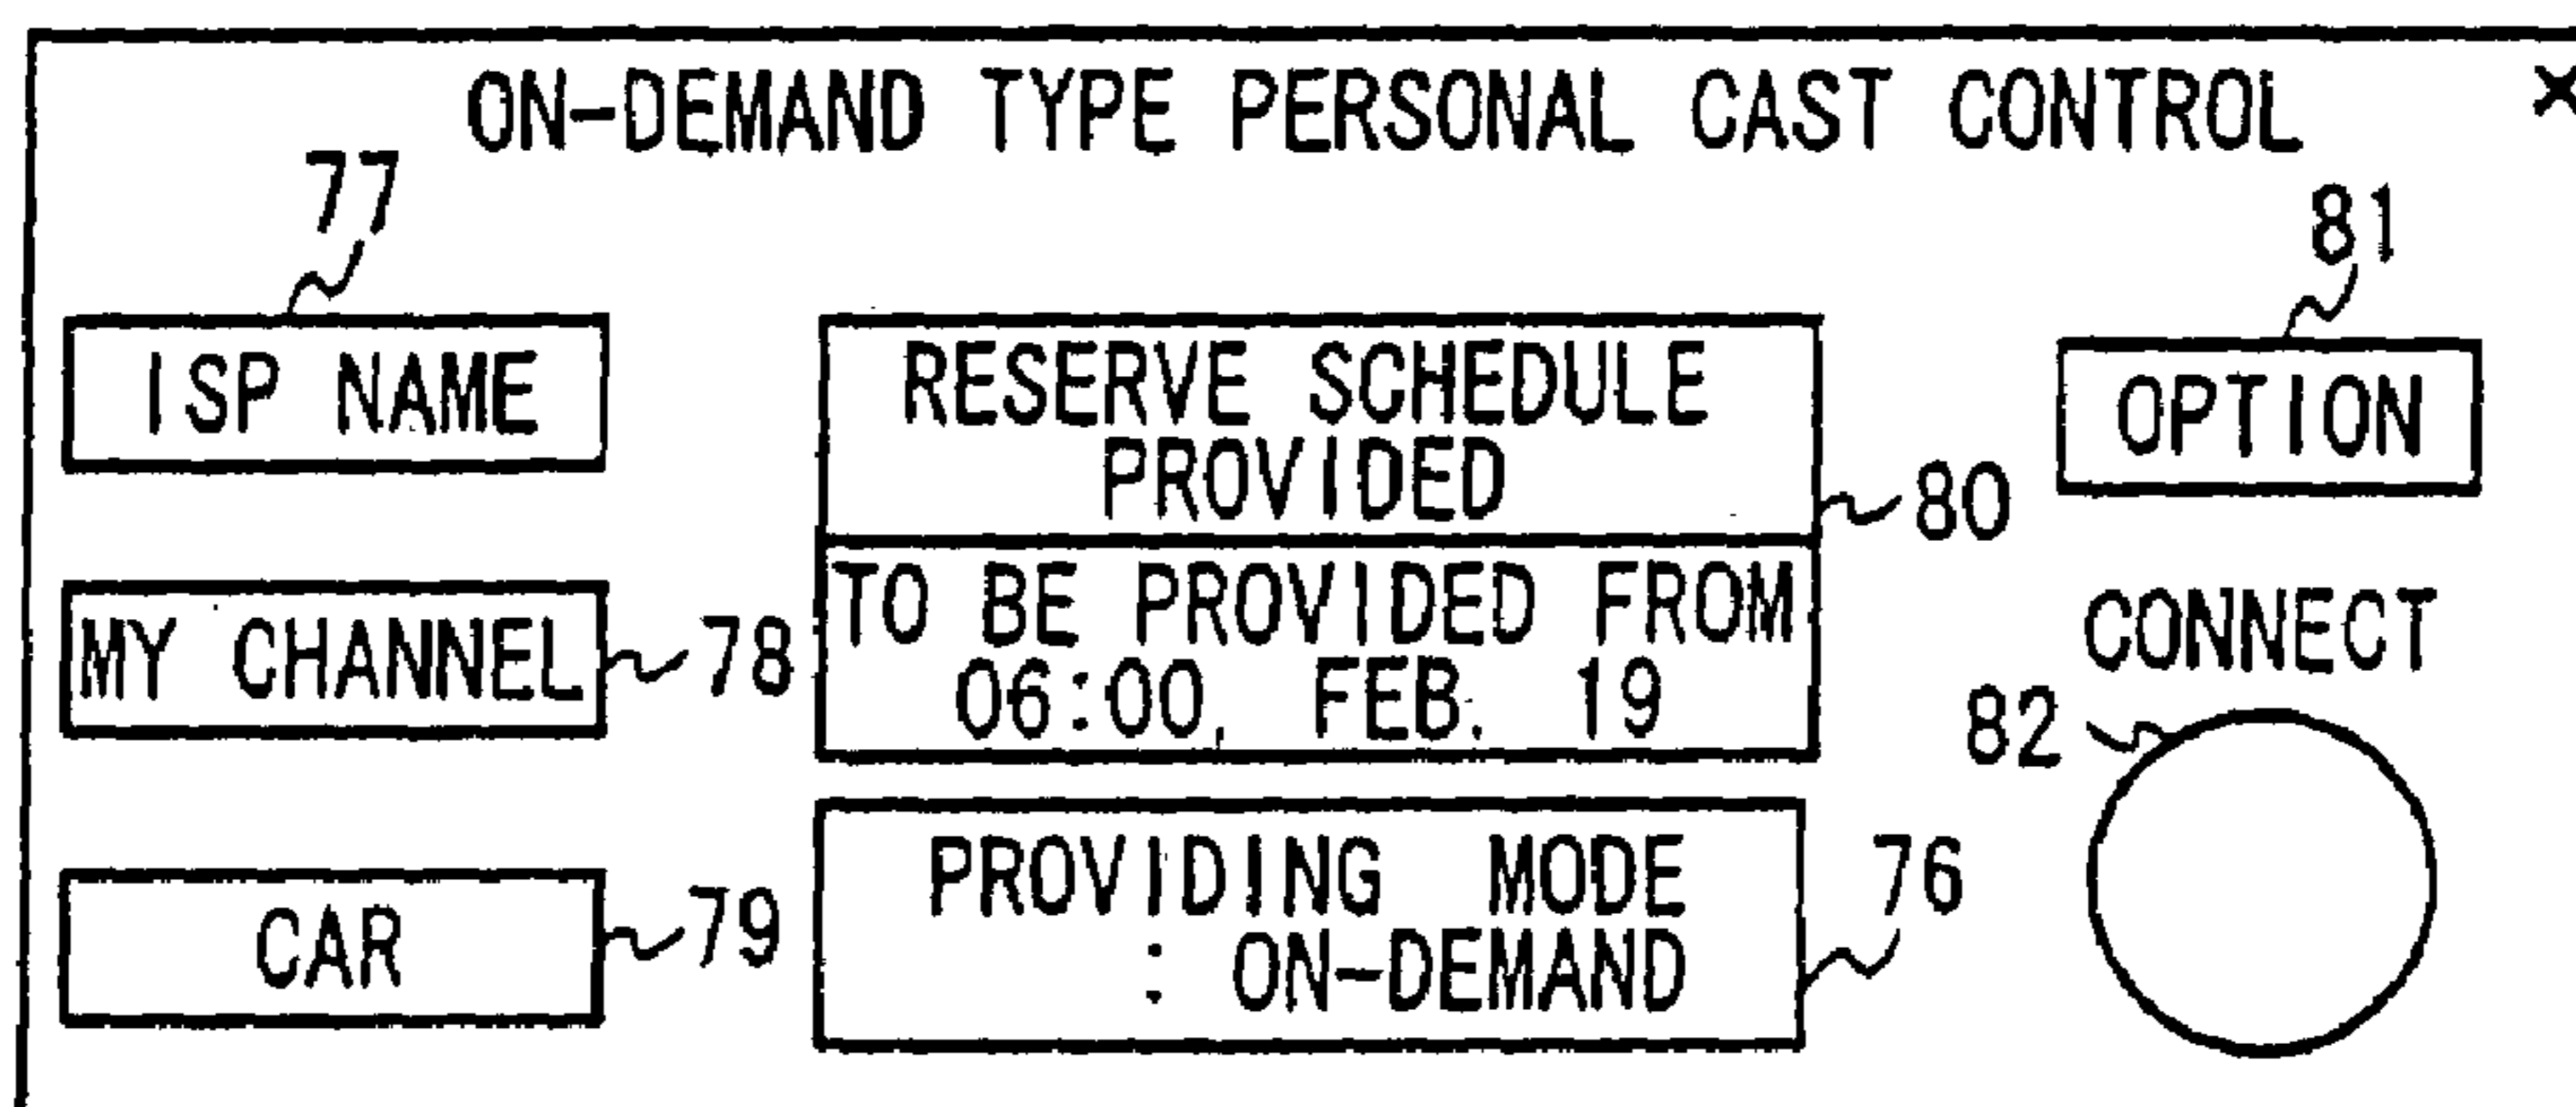 ON-DEMAND TYPE PERSONAL CAST CONTROL ×
77
81
ISP NAME
RESERVE SCHEDULE
PROVIDED
80
OPTION
MY CHANNEL
78
TO BE PROVIDED FROM
06:00, FEB. 19
CONNECT
82
CAR
79
PROVIDING MODE
: ON-DEMAND
76